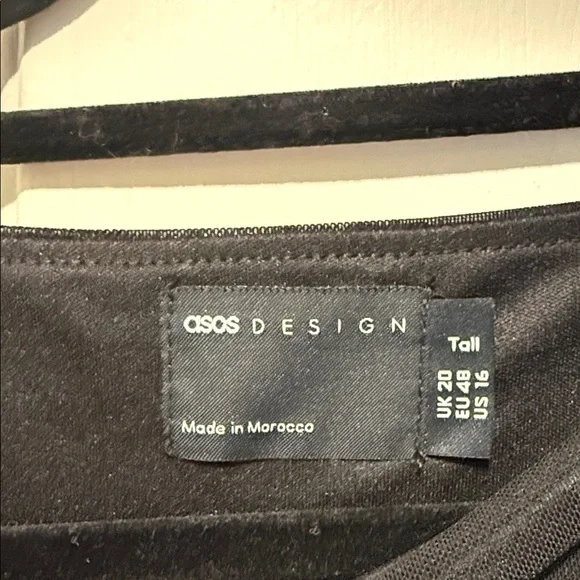 asos DESIGN
Made in Morocco
Tall
UK 20
EU 48
US 16